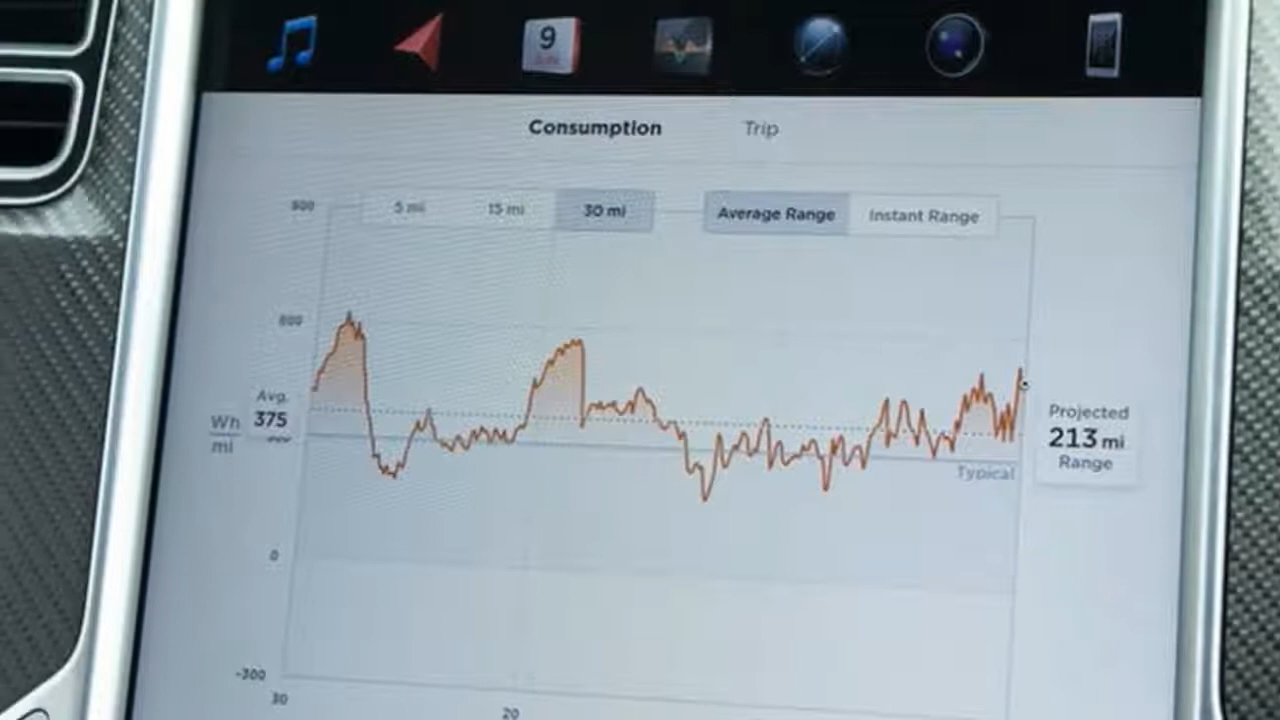 9
Consumption Trip
900 5 mi 15 mi 30 mi Average Range Instant Range
600
Avg.
375
Wh
mi
Projected
213 mi
Range
Typical
0
-300
30
20